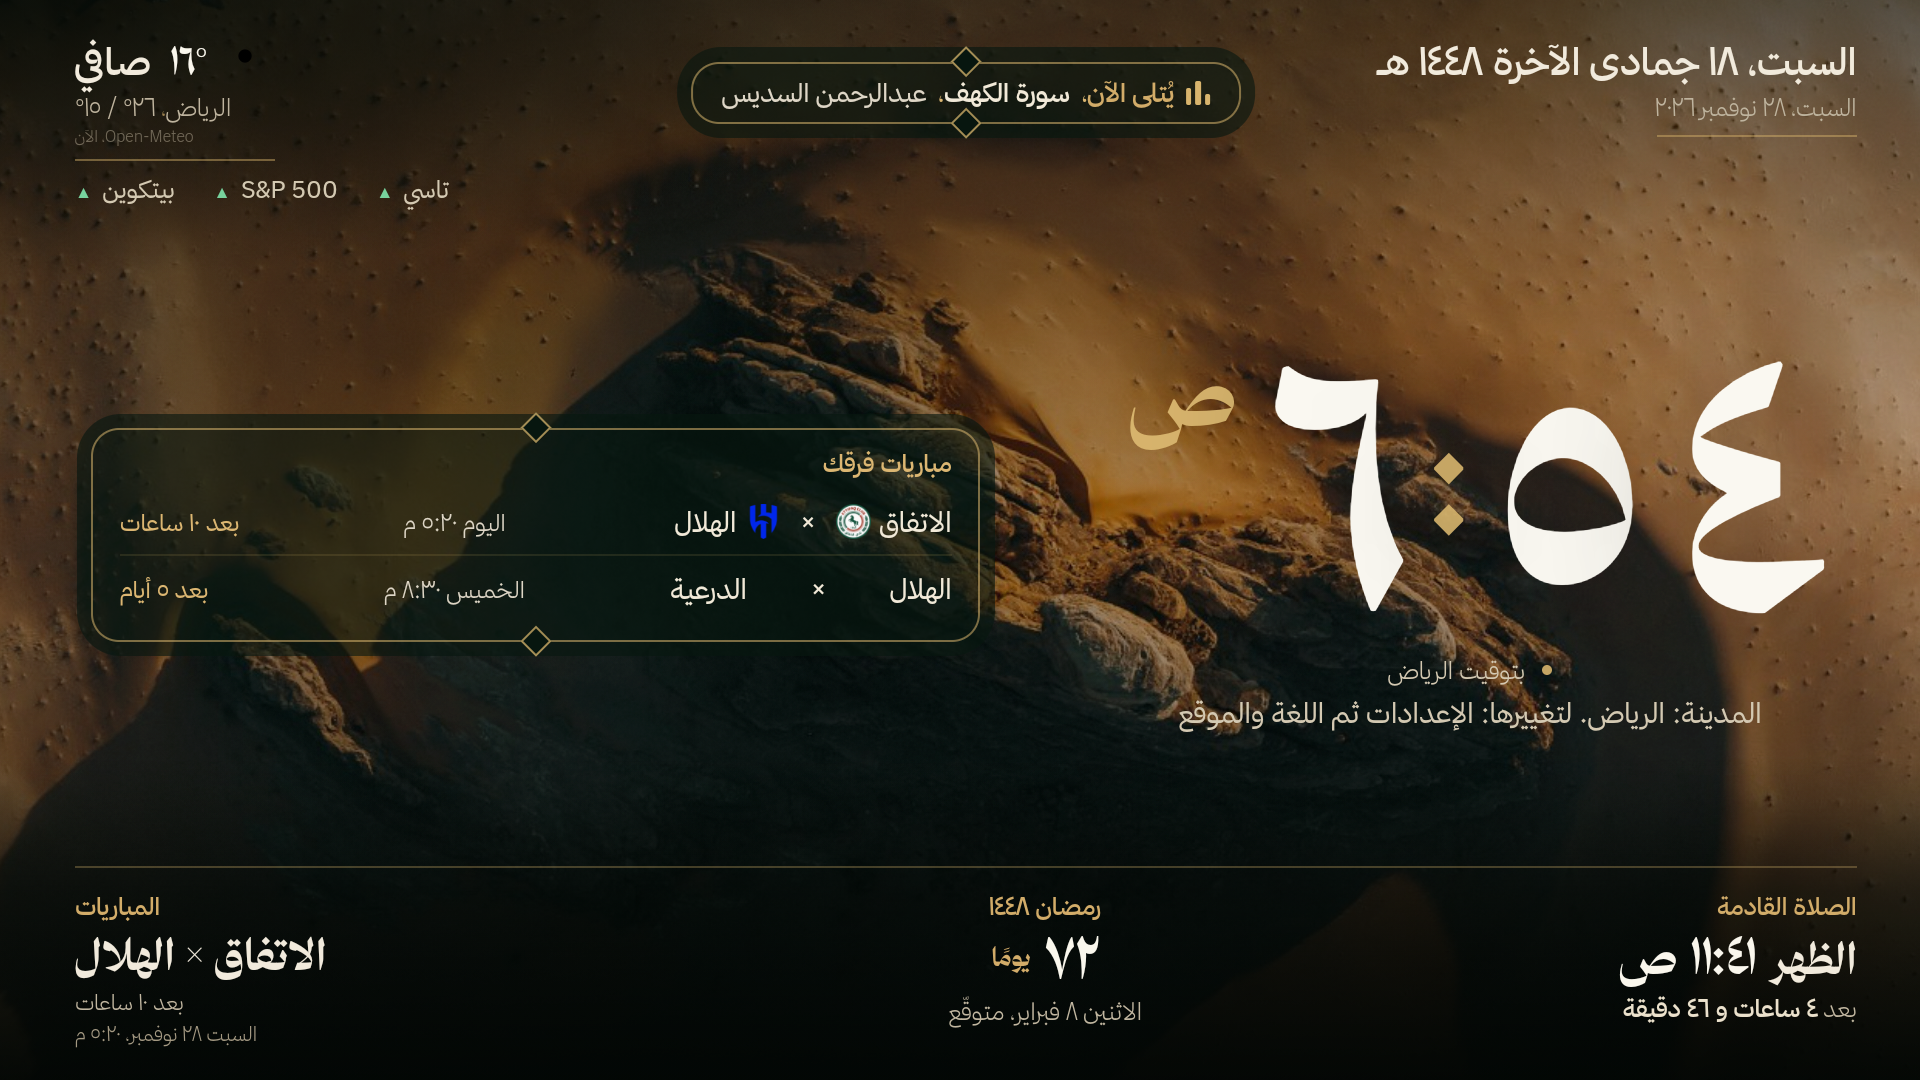 السبت، ١٨ جمادى الآخرة ١٤٤٨ هـ
السبت، ٢٨ نوفمبر ٢٠٢٦
يُتلى الآن، سورة الكهف، عبدالرحمن السديس
١٦° صافي
الرياض، ٢٦° / ١٥°
Open-Meteo، الآن
تاسي ▲ S&P 500 ▲ بيتكوين ▲
٦:٥٤ ص
بتوقيت الرياض
المدينة: الرياض. لتغييرها: الإعدادات ثم اللغة والموقع
مباريات فرقك
الاتفاق × الهلال اليوم ٥:٢٠ م بعد ١٠ ساعات
الهلال × الدرعية الخميس ٨:٣٠ م بعد ٥ أيام
الصلاة القادمة
الظهر ١١:٤١ ص
بعد ٤ ساعات و ٤٦ دقيقة
رمضان ١٤٤٨
٧٢ يومًا
الاثنين ٨ فبراير، متوقّع
المباريات
الاتفاق × الهلال
بعد ١٠ ساعات
السبت ٢٨ نوفمبر، ٥:٢٠ م